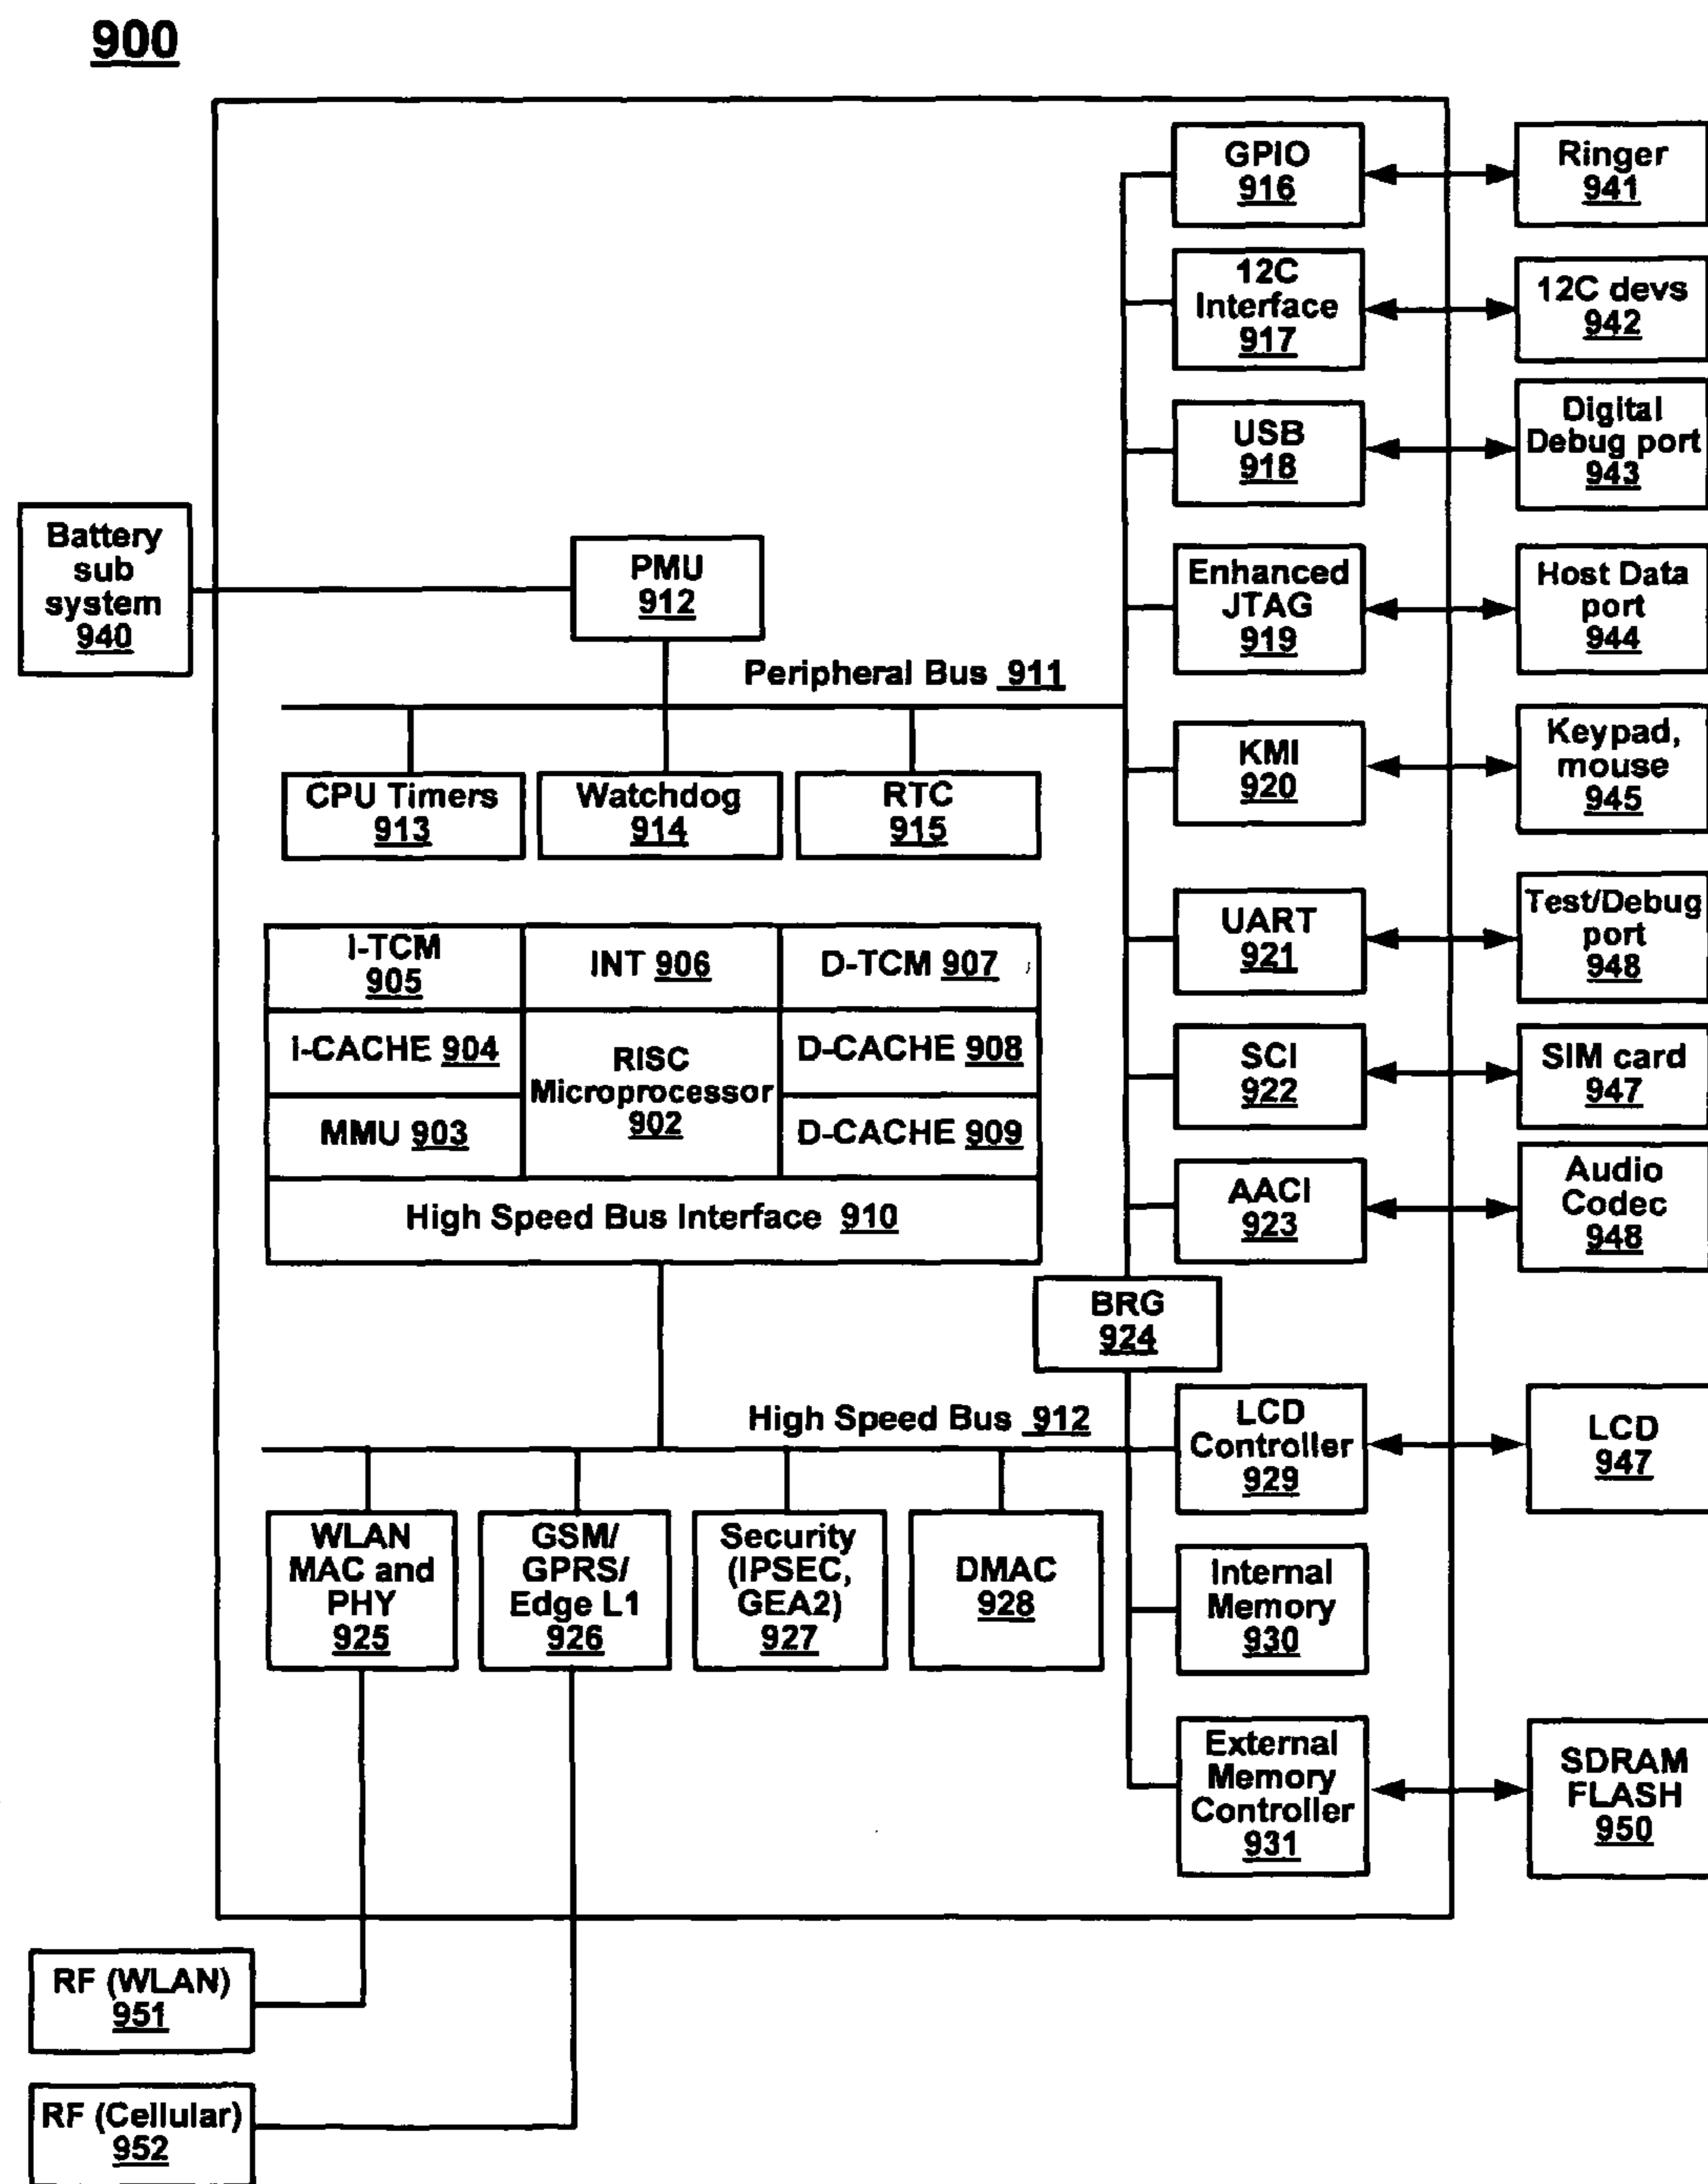 900
GPIO
916
Ringer
941
12C
Interface
917
12C devs
942
USB
918
Digital
Debug port
943
Battery
sub
system
940
PMU
912
Enhanced
JTAG
919
Host Data
port
944
Peripheral Bus 911
KMI
920
Keypad,
mouse
945
CPU Timers
913
Watchdog
914
RTC
915
UART
921
Test/Debug
port
948
I-TCM
905
INT 906
D-TCM 907
I-CACHE 904
RISC
Microprocessor
902
D-CACHE 908
MMU 903
D-CACHE 909
High Speed Bus Interface 910
SCI
922
SIM card
947
AACI
923
Audio
Codec
948
BRG
924
High Speed Bus 912
LCD
Controller
929
LCD
947
WLAN
MAC and
PHY
925
GSM/
GPRS/
Edge L1
926
Security
(IPSEC,
GEA2)
927
DMAC
928
Internal
Memory
930
External
Memory
Controller
931
SDRAM
FLASH
950
RF (WLAN)
951
RF (Cellular)
952